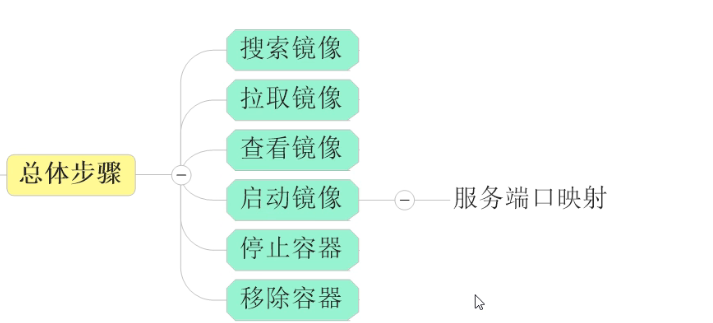 总体步骤
搜索镜像
拉取镜像
查看镜像
启动镜像
服务端口映射
停止容器
移除容器